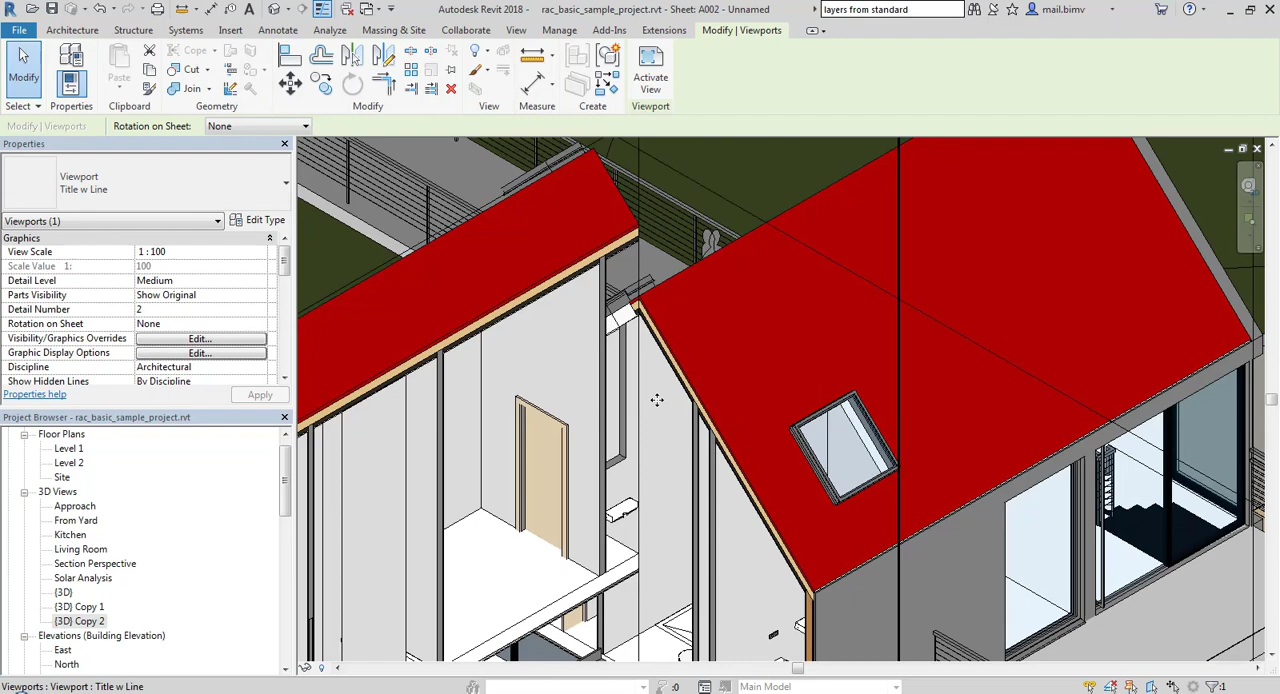 Autodesk Revit 2018 - rac_basic_sample_project.rvt - Sheet: A002 - Unnamed
layers from standard
mail.bimv
File Architecture Structure Systems Insert Annotate Analyze Massing & Site Collaborate View Manage Add-Ins Extensions Modify | Viewports
Modify
Paste
Cope
Cut
Join
Activate View
Select Properties Clipboard Geometry Modify View Measure Create Viewport
Modify | Viewports Rotation on Sheet: None
Properties
Viewport
Title w Line
Viewports (1) Edit Type
Graphics
View Scale 1 : 100
Scale Value 1: 100
Detail Level Medium
Parts Visibility Show Original
Detail Number 2
Rotation on Sheet None
Visibility/Graphics Overrides Edit...
Graphic Display Options Edit...
Discipline Architectural
Show Hidden Lines By Discipline
Properties help Apply
Project Browser - rac_basic_sample_project.rvt
Floor Plans
Level 1
Level 2
Site
3D Views
Approach
From Yard
Kitchen
Living Room
Section Perspective
Solar Analysis
{3D}
{3D} Copy 1
{3D} Copy 2
Elevations (Building Elevation)
East
North
Viewports : Viewport : Title w Line
:0
Main Model
:1